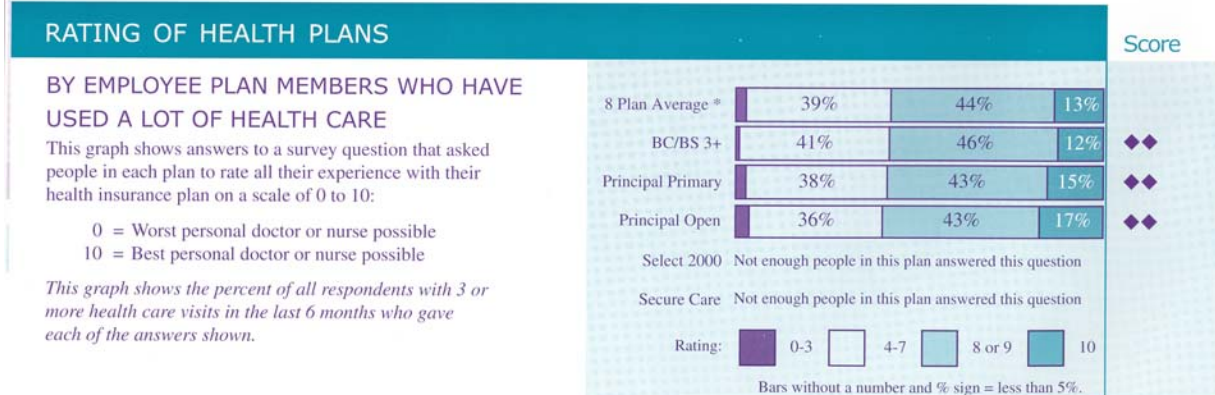 RATING OF HEALTH PLANS
Score
BY EMPLOYEE PLAN MEMBERS WHO HAVE
USED A LOT OF HEALTH CARE
This graph shows answers to a survey question that asked
people in each plan to rate all their experience with their
health insurance plan on a scale of 0 to 10:
0 = Worst personal doctor or nurse possible
10 = Best personal doctor or nurse possible
This graph shows the percent of all respondents with 3 or
more health care visits in the last 6 months who gave
each of the answers shown.
8 Plan Average * 39% 44% 13%
BC/BS 3+ 41% 46% 12% ◆◆
Principal Primary 38% 43% 15% ◆◆
Principal Open 36% 43% 17% ◆◆
Select 2000 Not enough people in this plan answered this question
Secure Care Not enough people in this plan answered this question
Rating: 0-3 4-7 8 or 9 10
Bars without a number and % sign = less than 5%.